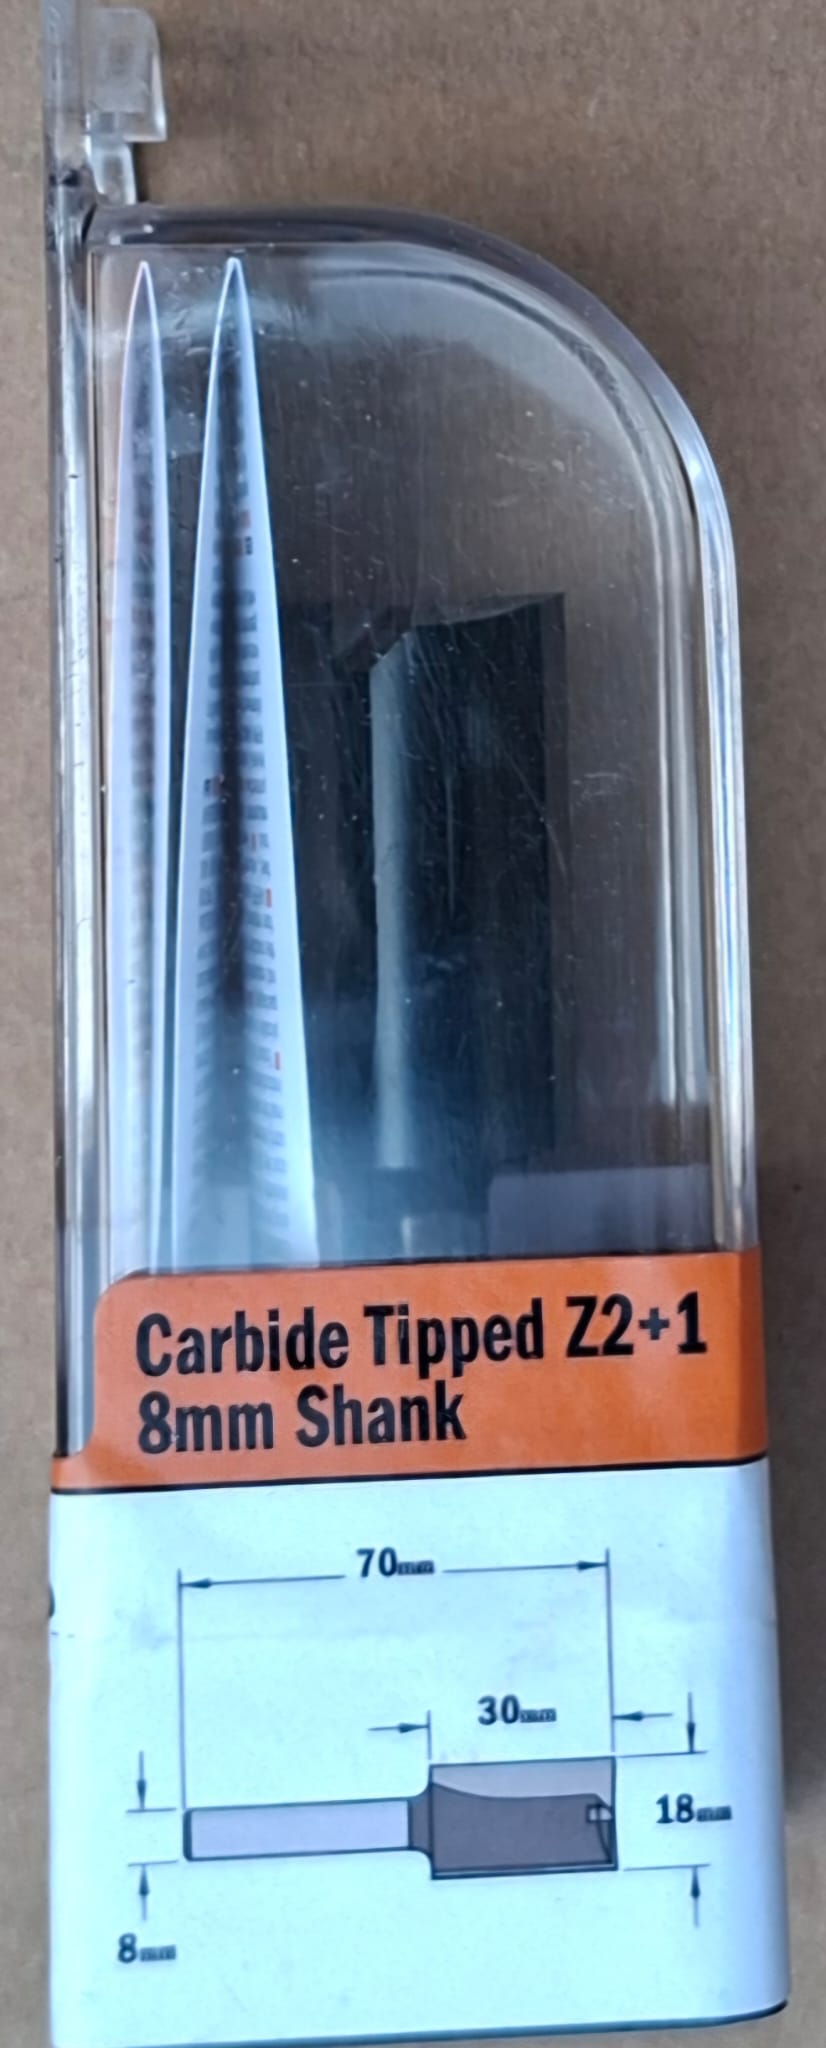 Carbide Tipped Z2+1
8mm Shank
70mm
30mm
18mm
8mm